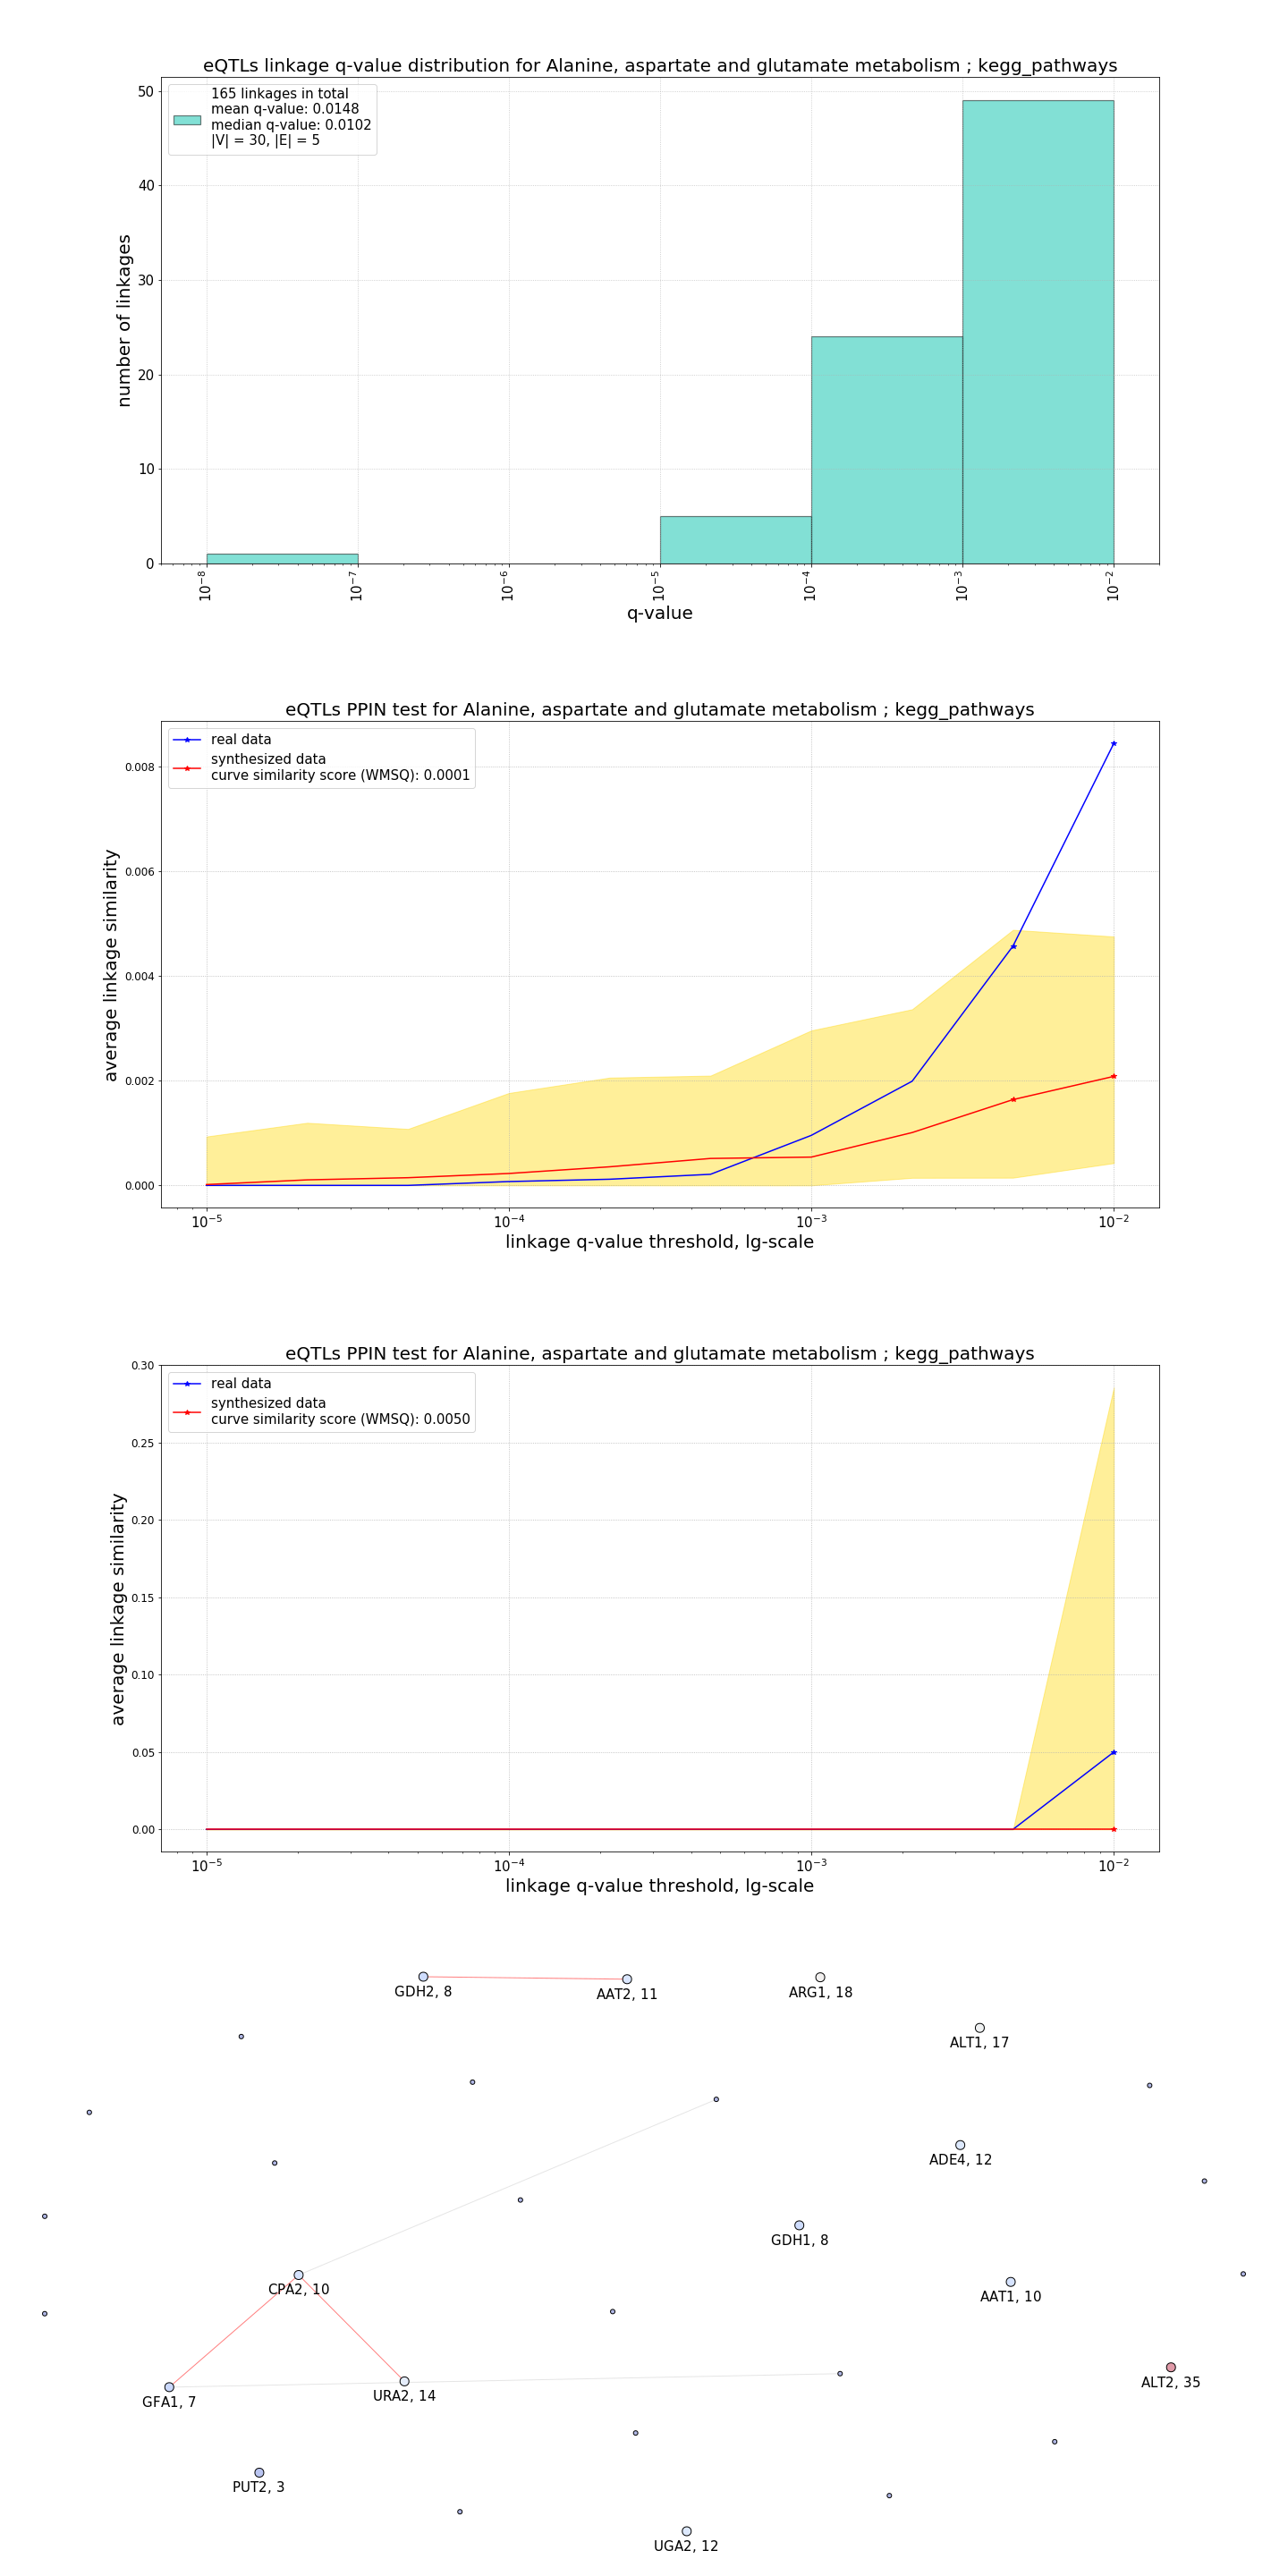 eQTLs linkage q-value distribution for Alanine, aspartate and glutamate metabolism ; kegg_pathways
165 linkages in total
mean q-value: 0.0148
median q-value: 0.0102
|V| = 30, |E| = 5
50
40
30
20
10
0
number of linkages
10⁻⁸
10⁻⁷
10⁻⁶
10⁻⁵
10⁻⁴
10⁻³
10⁻²
q-value
eQTLs PPIN test for Alanine, aspartate and glutamate metabolism ; kegg_pathways
real data
synthesized data
curve similarity score (WMSQ): 0.0001
0.008
0.006
0.004
0.002
0.000
average linkage similarity
10⁻⁵
10⁻⁴
10⁻³
10⁻²
linkage q-value threshold, lg-scale
eQTLs PPIN test for Alanine, aspartate and glutamate metabolism ; kegg_pathways
real data
synthesized data
curve similarity score (WMSQ): 0.0050
0.30
0.25
0.20
0.15
0.10
0.05
0.00
average linkage similarity
10⁻⁵
10⁻⁴
10⁻³
10⁻²
linkage q-value threshold, lg-scale
GDH2, 8
AAT2, 11
ARG1, 18
ALT1, 17
ADE4, 12
GDH1, 8
CPA2, 10
AAT1, 10
ALT2, 35
GFA1, 7
URA2, 14
PUT2, 3
UGA2, 12